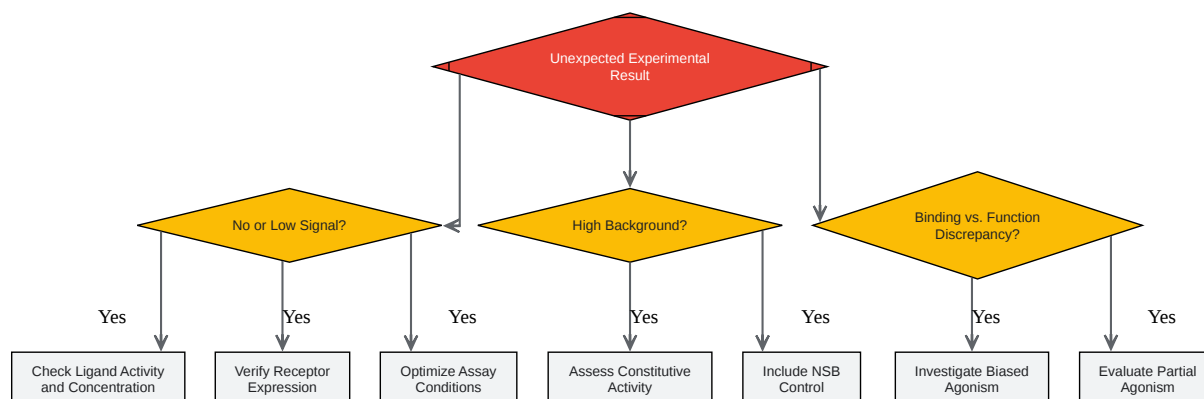 Unexpected Experimental
Result
No or Low Signal?
High Background?
Binding vs. Function
Discrepancy?
Yes
Yes
Yes
Yes
Yes
Yes
Yes
Check Ligand Activity
and Concentration
Verify Receptor
Expression
Optimize Assay
Conditions
Assess Constitutive
Activity
Include NSB
Control
Investigate Biased
Agonism
Evaluate Partial
Agonism